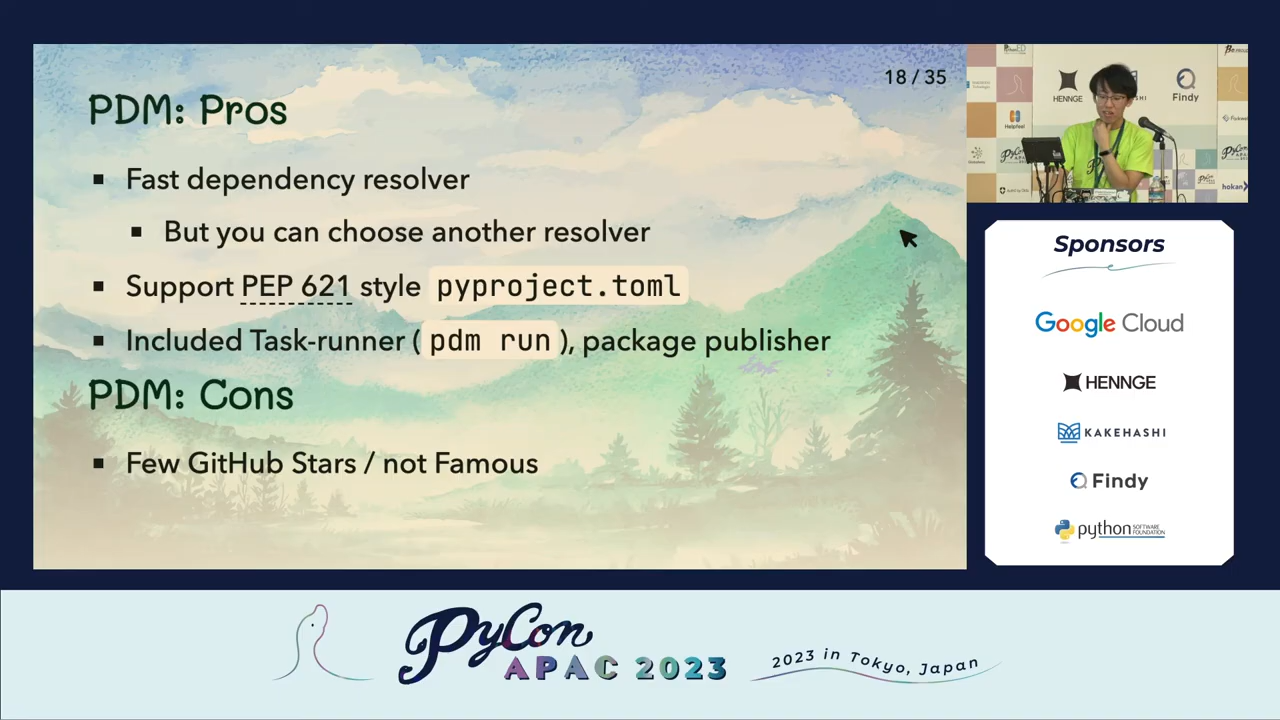 18 / 35
PDM: Pros
Fast dependency resolver
But you can choose another resolver
Support PEP 621 style pyproject.toml
Included Task-runner ( pdm run ), package publisher
PDM: Cons
Few GitHub Stars / not Famous
HENNGE
Findy
Helpfeel
hokan
Sponsors
Google Cloud
HENNGE
KAKEHASHI
Findy
python SOFTWARE FOUNDATION
PyCon
APAC 2023
2023 in Tokyo, Japan